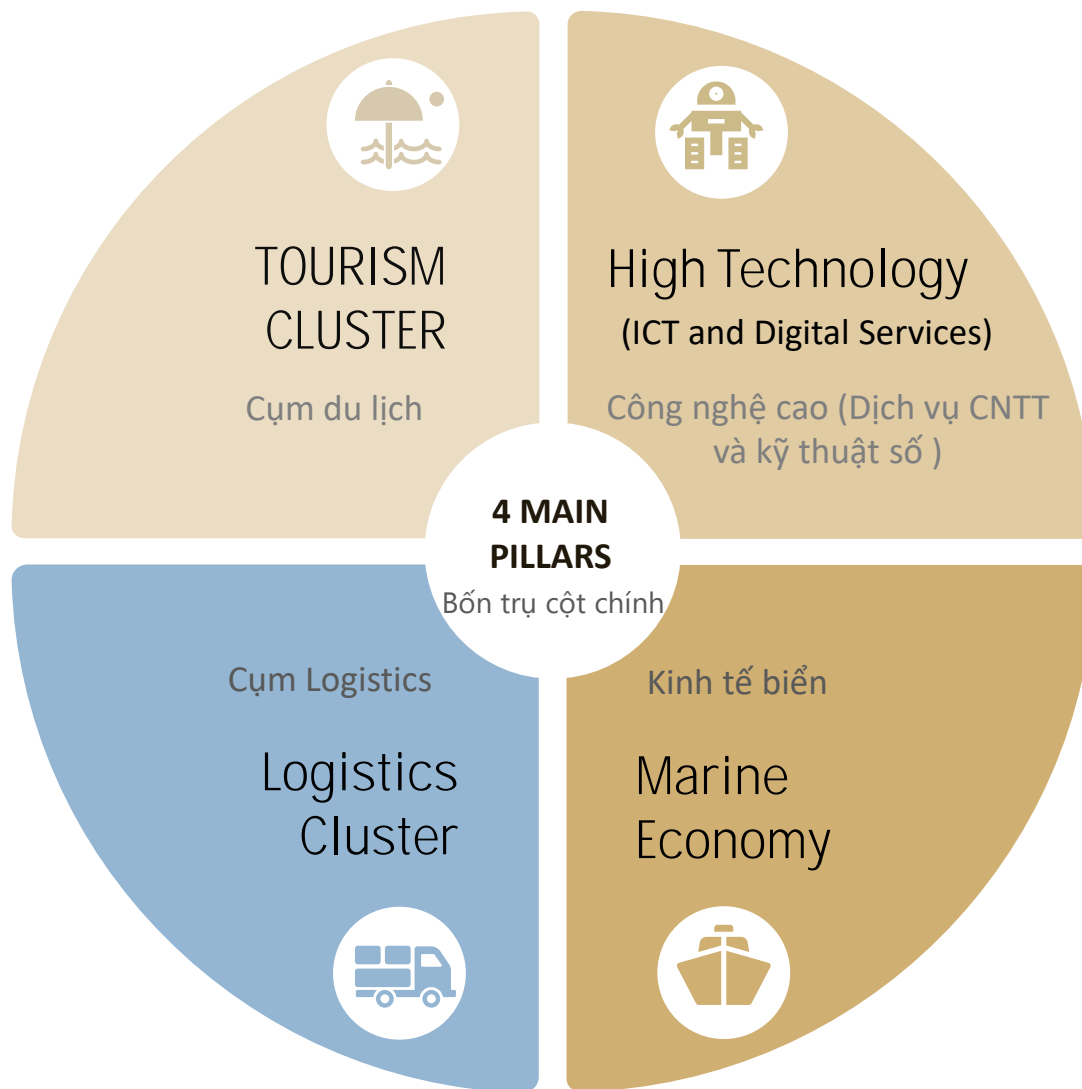 TOURISM
CLUSTER
Cụm du lịch
High Technology
(ICT and Digital Services)
Công nghệ cao (Dịch vụ CNTT
và kỹ thuật số )
4 MAIN
PILLARS
Bốn trụ cột chính
Cụm Logistics
Logistics
Cluster
Kinh tế biển
Marine
Economy